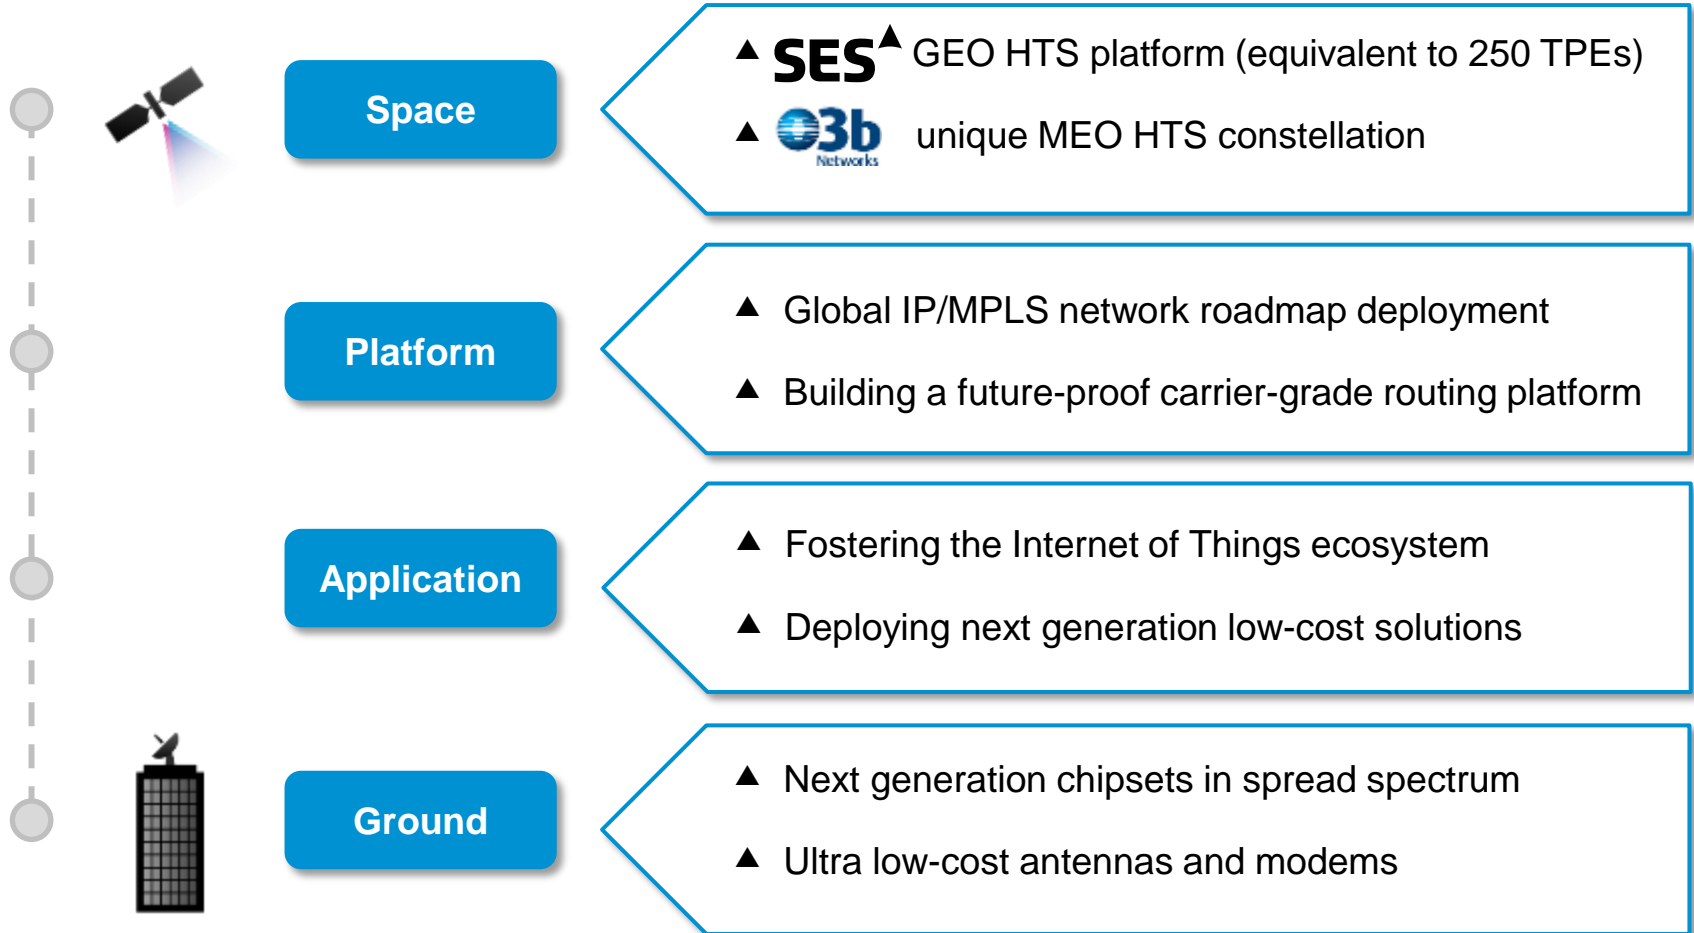 Space
▲ SES▲ GEO HTS platform (equivalent to 250 TPEs)
▲ O3b Networks unique MEO HTS constellation
Platform
▲ Global IP/MPLS network roadmap deployment
▲ Building a future-proof carrier-grade routing platform
Application
▲ Fostering the Internet of Things ecosystem
▲ Deploying next generation low-cost solutions
Ground
▲ Next generation chipsets in spread spectrum
▲ Ultra low-cost antennas and modems